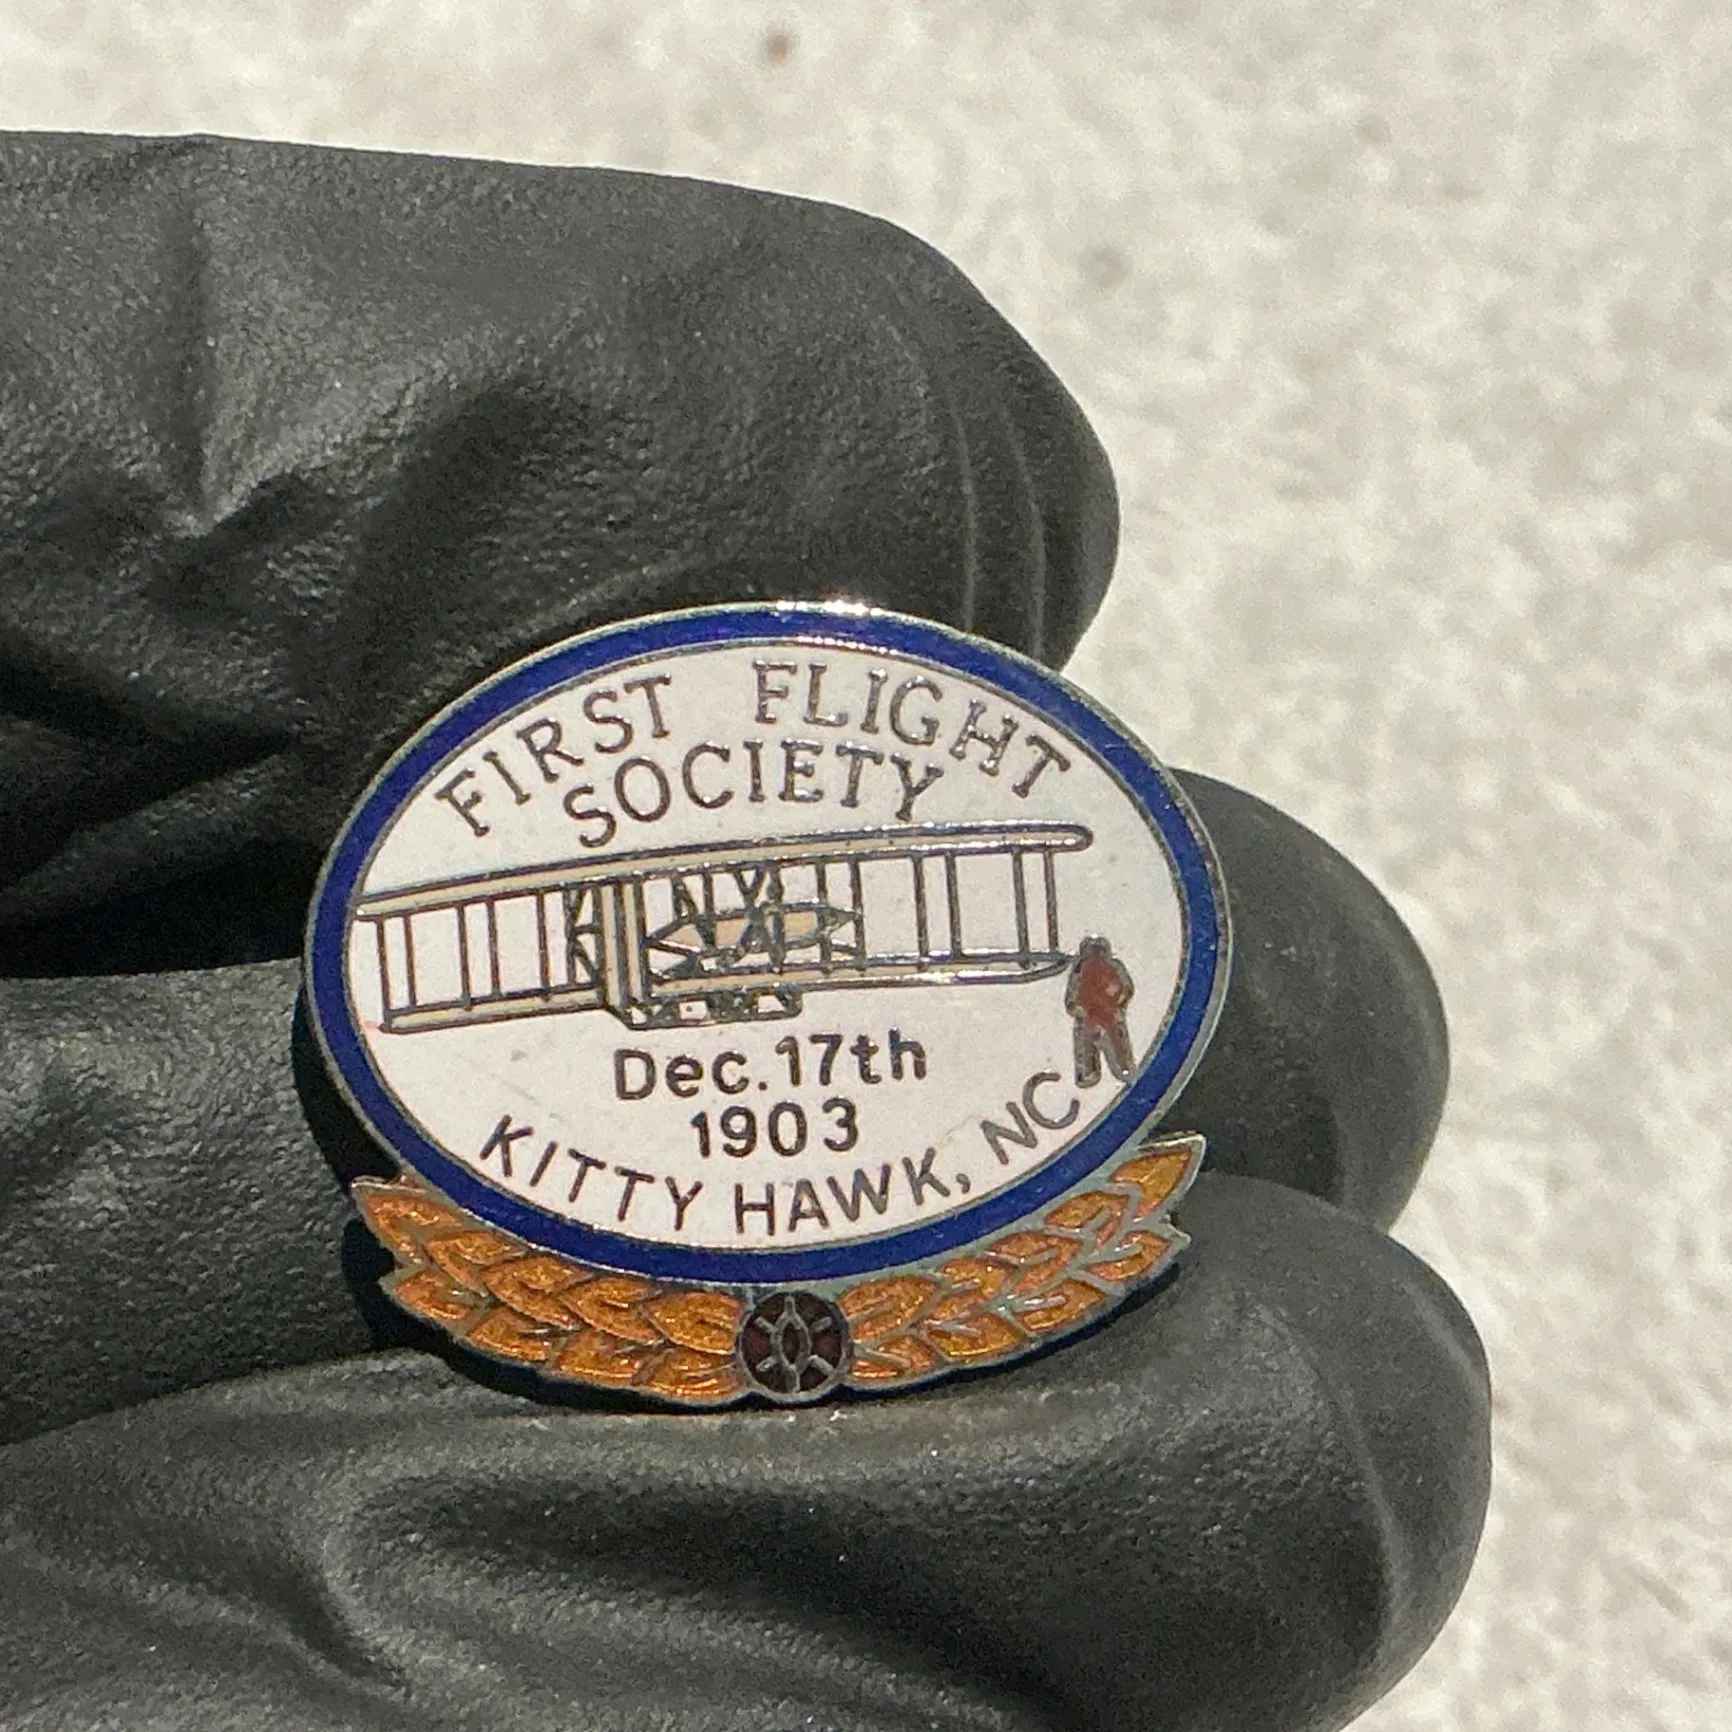 FIRST FLIGHT
SOCIETY
Dec. 17th
1903
KITTY HAWK, NC